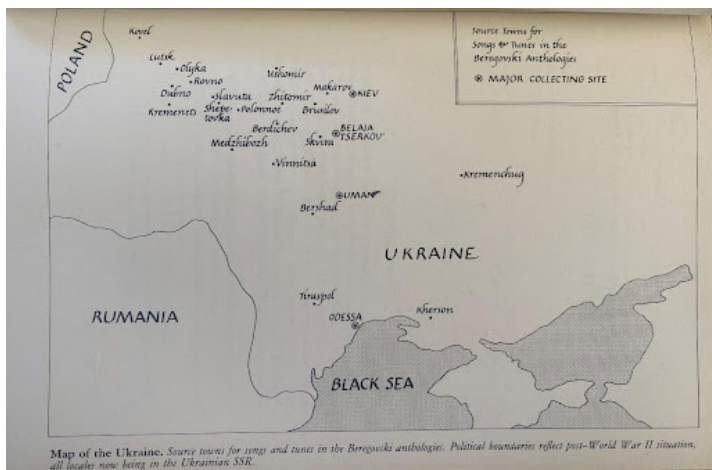 POLAND
Kovel
Source Towns for
Songs & Tunes in the
Beregovski Anthologies
MAJOR COLLECTING SITE
Lutsk
Olyka
Rovno
Dubno
Kremenets
Slavuta
Shepe-
tovka
Polonnoe
Ushomir
Zhitomir
Makarov
KIEV
Brusilov
Berdichev
Medzhibozh
Skvira
BELAJA
TSERKOV'
Vinnitsa
Kremenchug
UMAN'
Bershad
UKRAINE
RUMANIA
Tiraspol
ODESSA
Kherson
BLACK SEA
Map of the Ukraine. Source towns for songs and tunes in the Beregovski anthologies. Political boundaries reflect post–World War II situation,
all locales now being in the Ukrainian SSR.